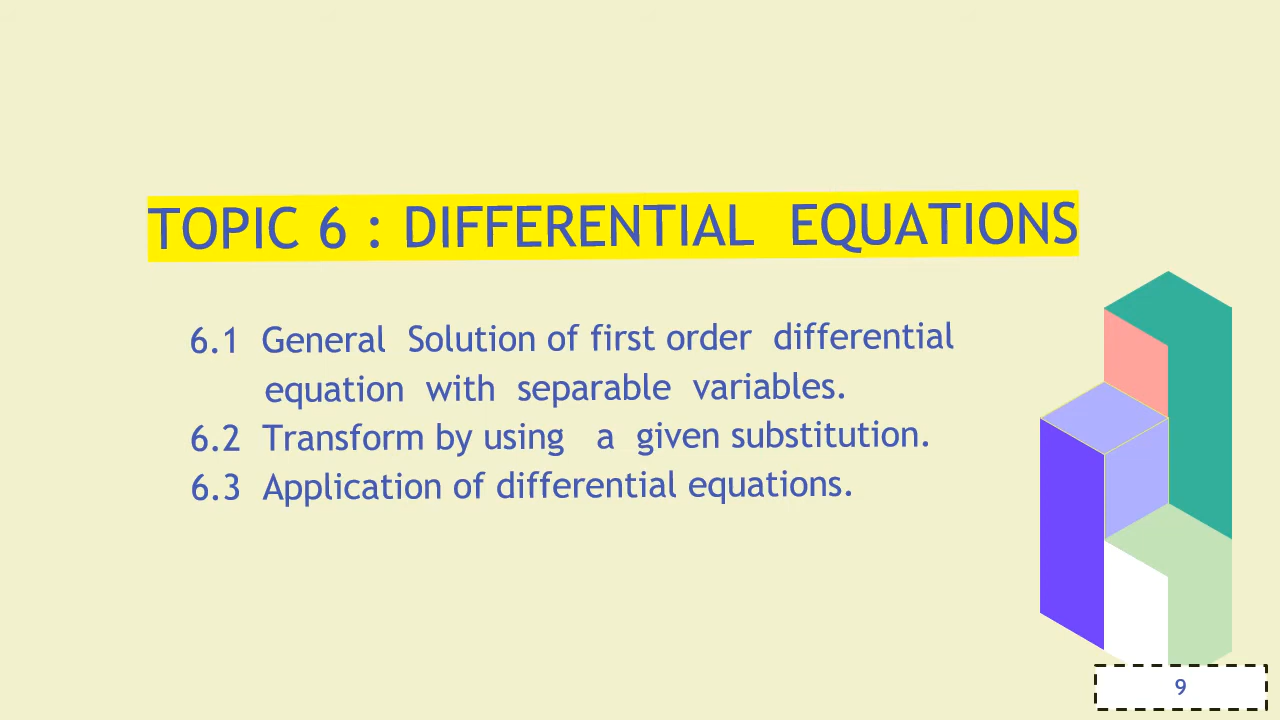 TOPIC 6 : DIFFERENTIAL EQUATIONS
6.1 General Solution of first order differential
equation with separable variables.
6.2 Transform by using a given substitution.
6.3 Application of differential equations.
9